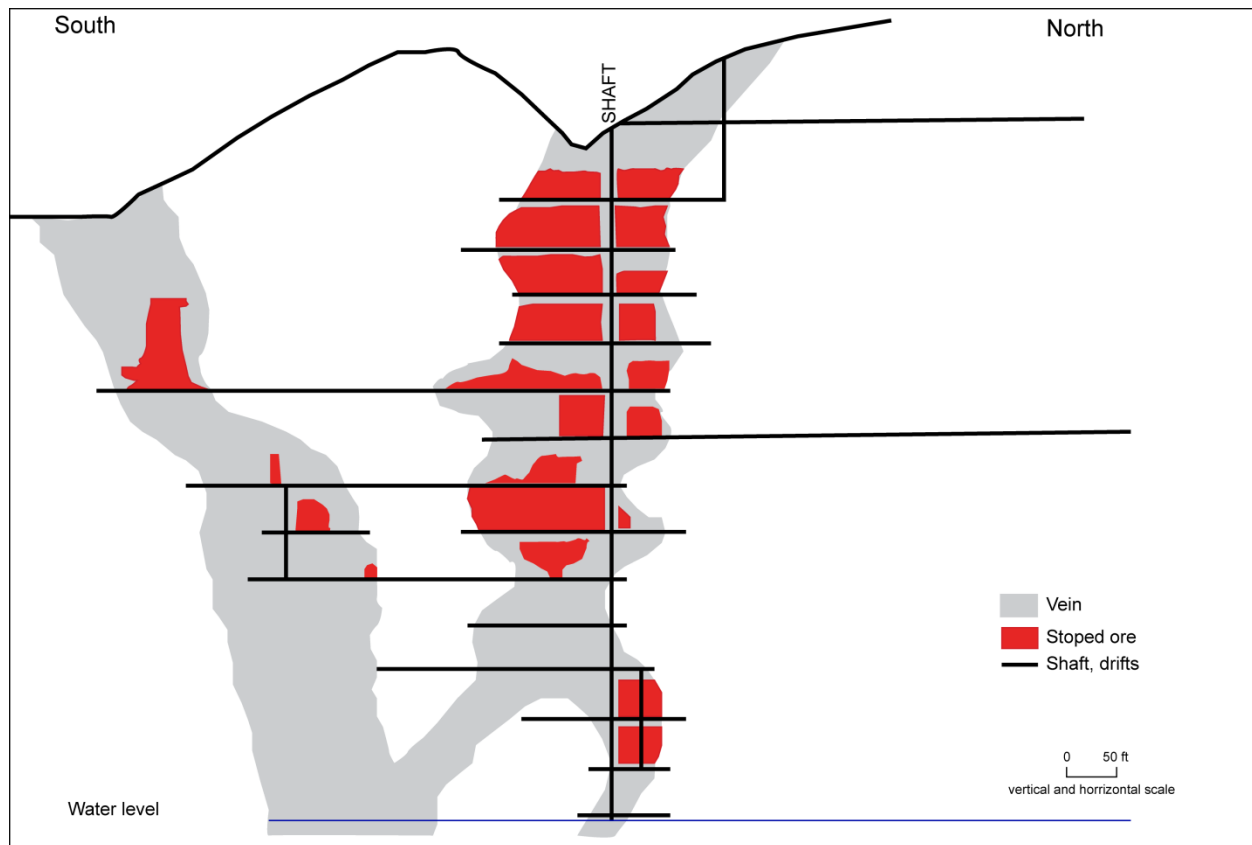 South
North
SHAFT
Vein
Stoped ore
Shaft, drifts
0 50 ft
vertical and horrizontal scale
Water level